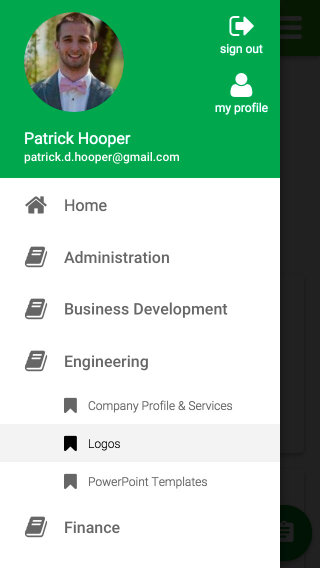 sign out
my profile
Patrick Hooper
patrick.d.hooper@gmail.com
Home
Administration
Business Development
Engineering
Company Profile & Services
Logos
PowerPoint Templates
Finance